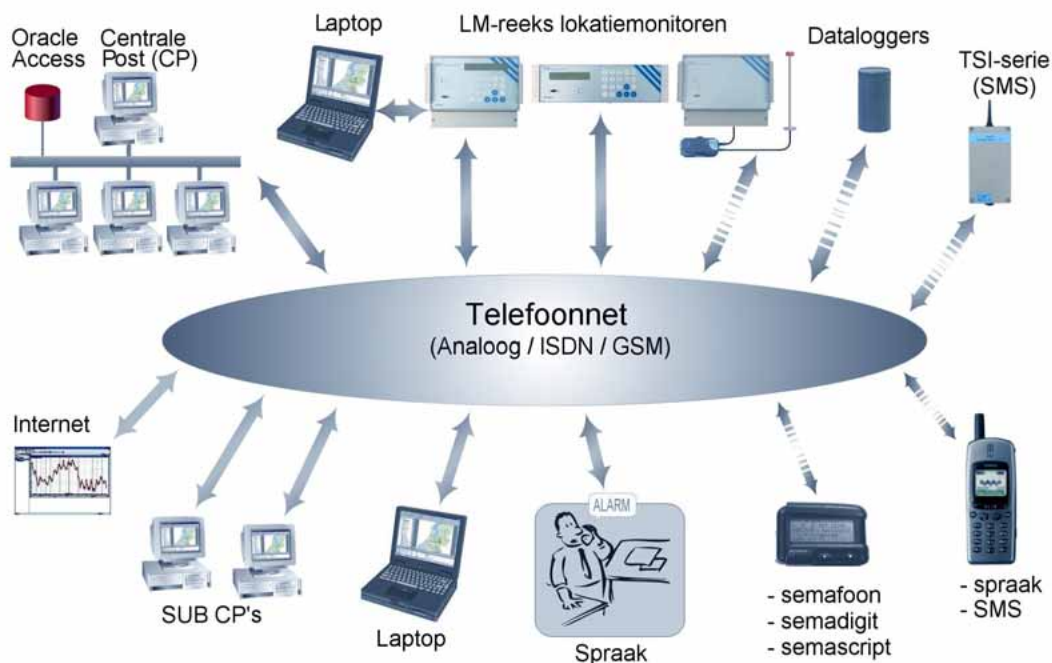 Oracle
Access
Centrale
Post (CP)
Laptop
LM-reeks lokatiemonitoren
Dataloggers
TSI-serie
(SMS)
Telefoonnet
(Analoog / ISDN / GSM)
Internet
SUB CP's
Laptop
ALARM
Spraak
- semafoon
- semadigit
- semascript
- spraak
- SMS